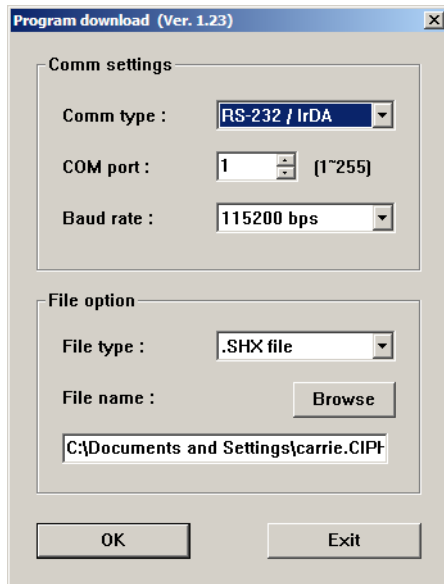 Program download (Ver. 1.23)
Comm settings
Comm type : RS-232 / IrDA
COM port : 1 (1~255)
Baud rate : 115200 bps
File option
File type : .SHX file
File name : Browse
C:\Documents and Settings\carrie.CIPH
OK Exit